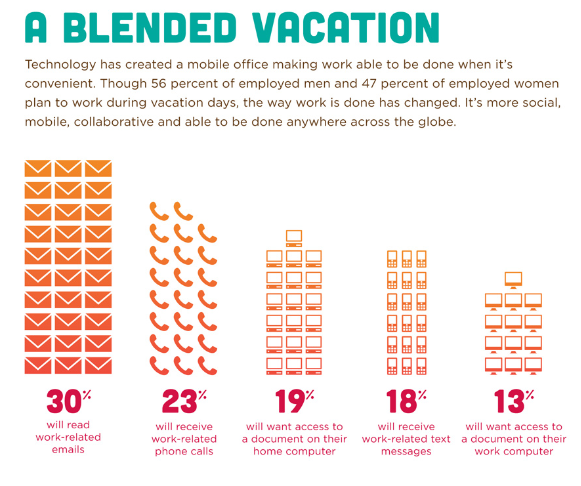 A BLENDED VACATION
Technology has created a mobile office making work able to be done when it's
convenient. Though 56 percent of employed men and 47 percent of employed women
plan to work during vacation days, the way work is done has changed. It's more social,
mobile, collaborative and able to be done anywhere across the globe.
30%
will read
work-related
emails
23%
will receive
work-related
phone calls
19%
will want access to
a document on their
home computer
18%
will receive
work-related text
messages
13%
will want access to
a document on their
work computer